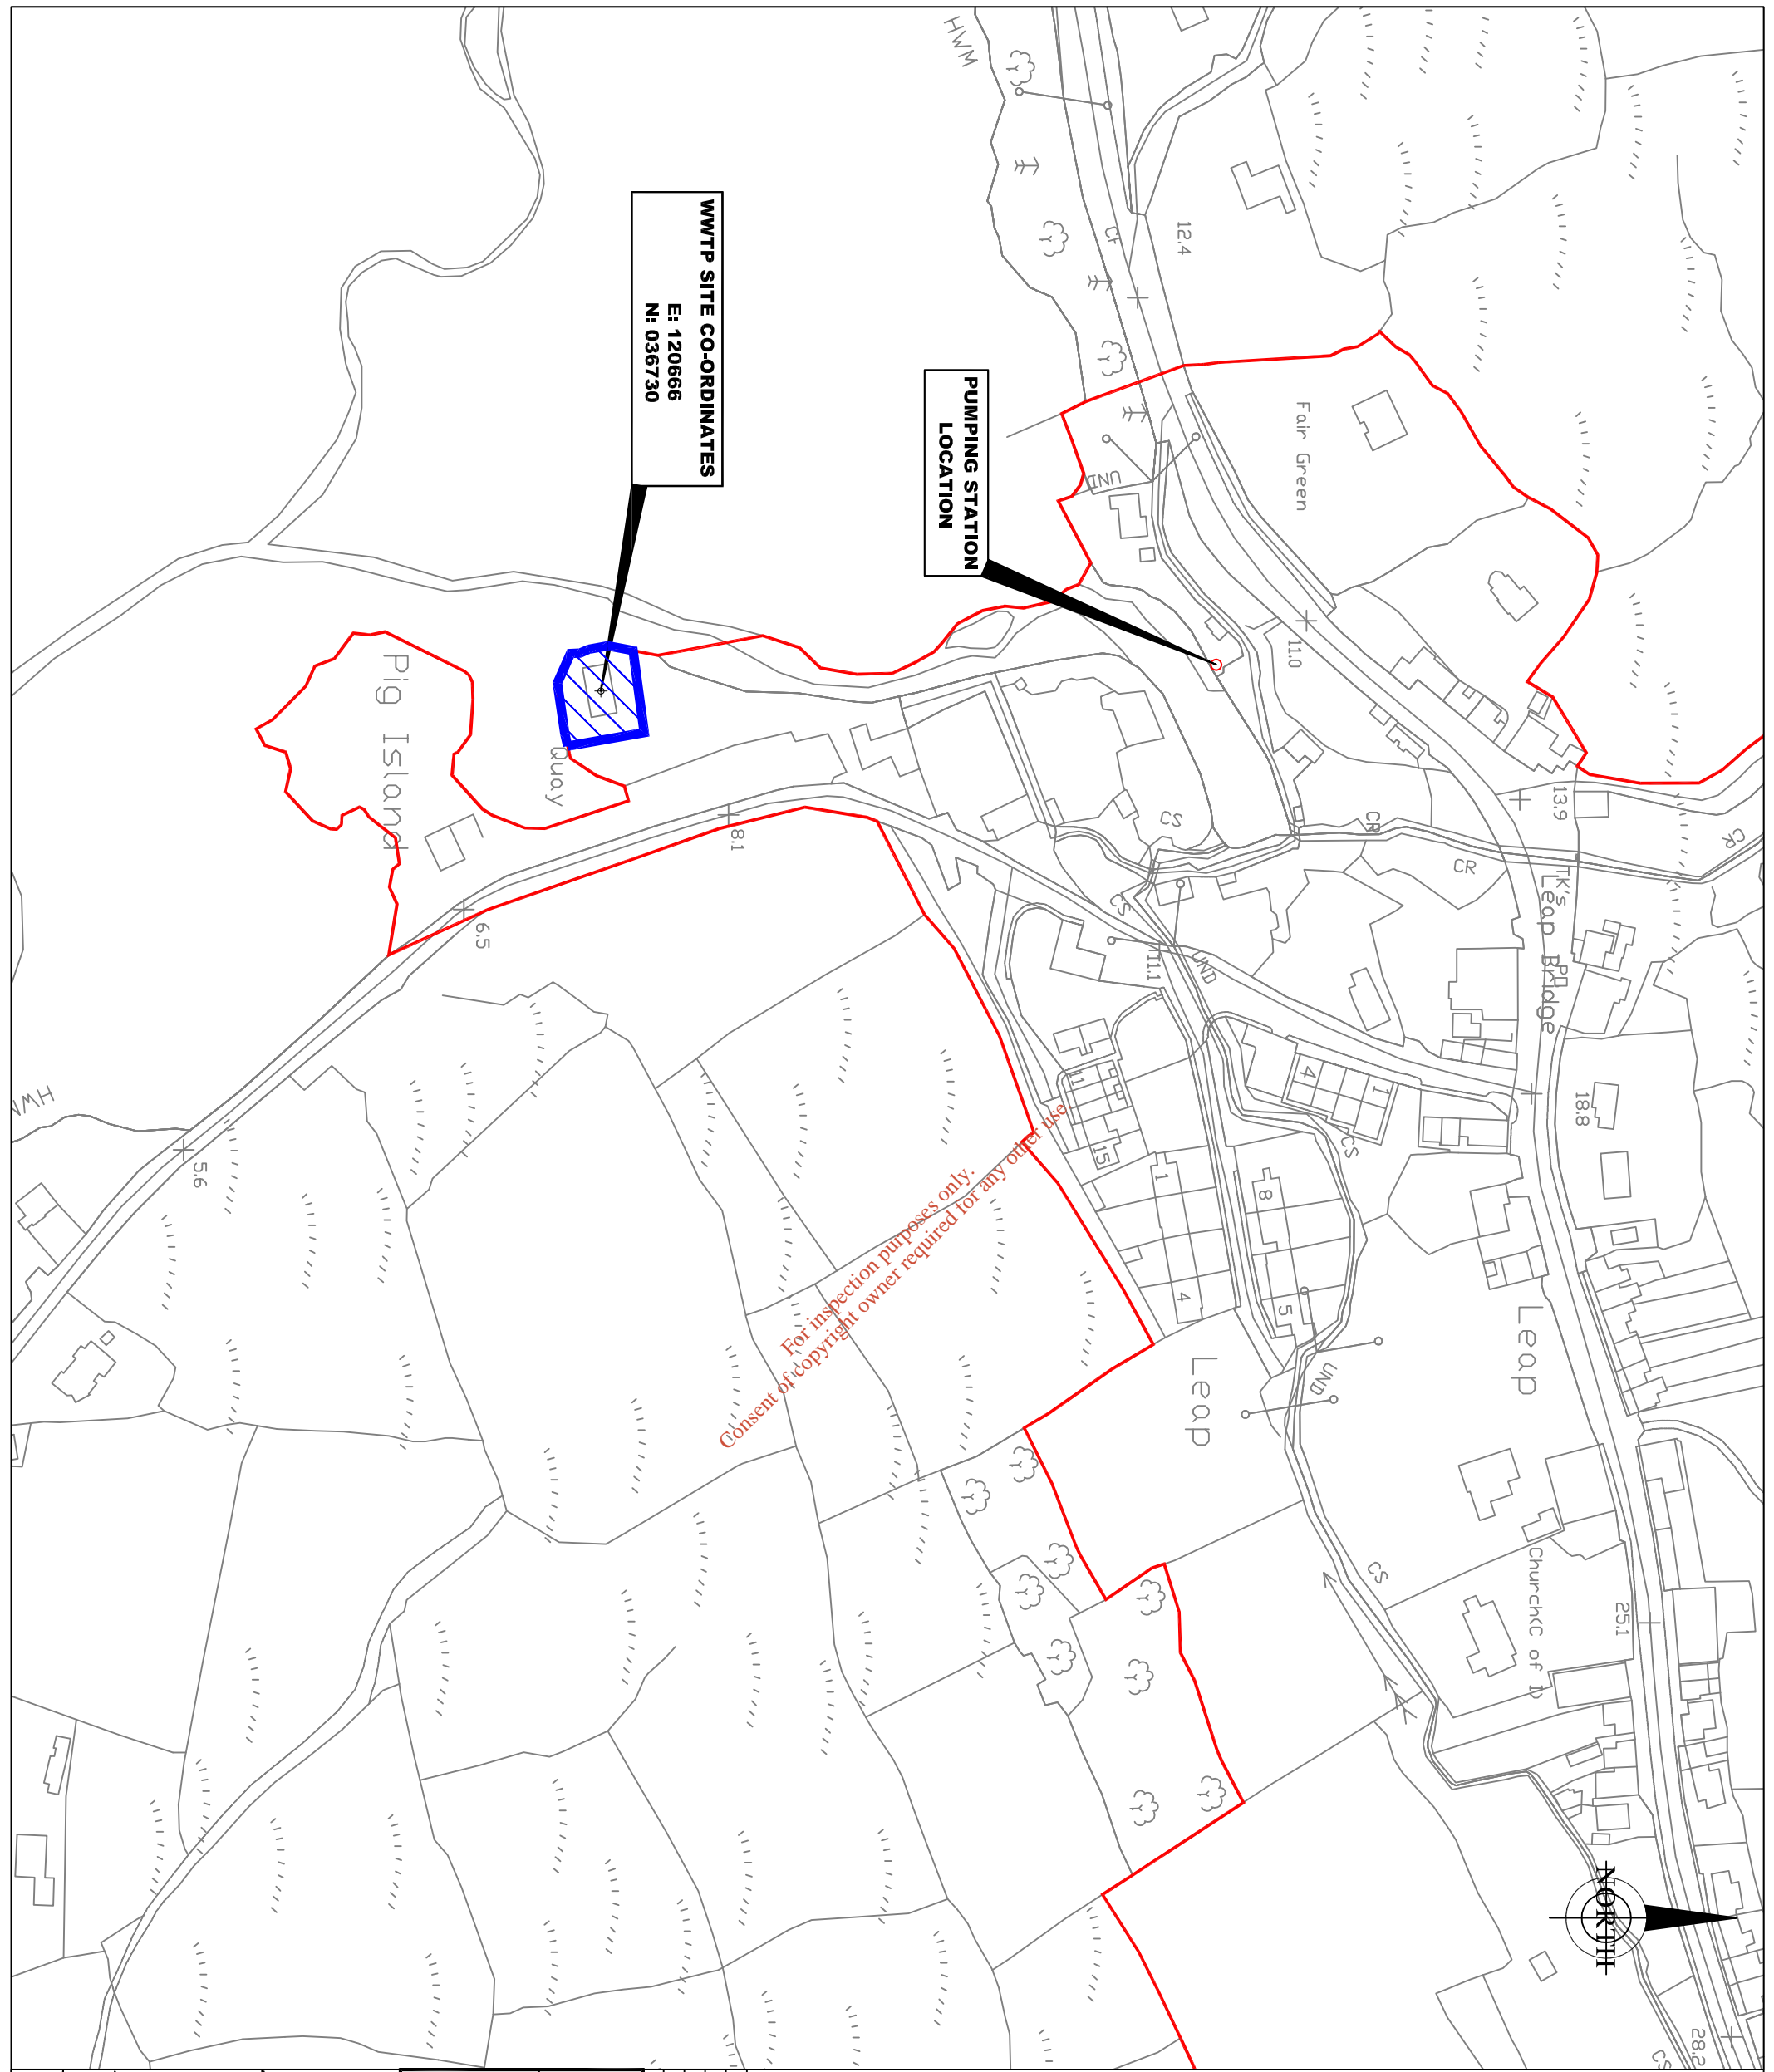 WWTP SITE CO-ORDINATES
E: 120666
N: 036730
PUMPING STATION
LOCATION
HWM
CF
12.4
Fair Green
UND
11.0
13.9
CR
CR
CR
TK's
Leap Bridge
Pn
18.8
CS
CS
UND
11.1
Pig Island
Quay
8.1
6.5
5.6
HWM
11
15
1
4
4
1
CS
8
5
UND
Leap
Leap
Church(C of I)
25.1
CS
28.2
CS
NORTH
For inspection purposes only.
Consent of copyright owner required for any other use.